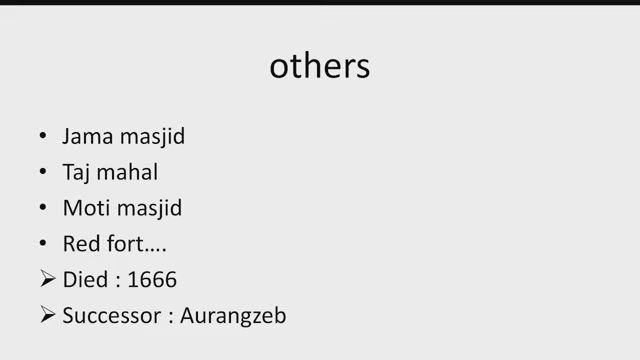 others
• Jama masjid
• Taj mahal
• Moti masjid
• Red fort....
➢ Died : 1666
➢ Successor : Aurangzeb